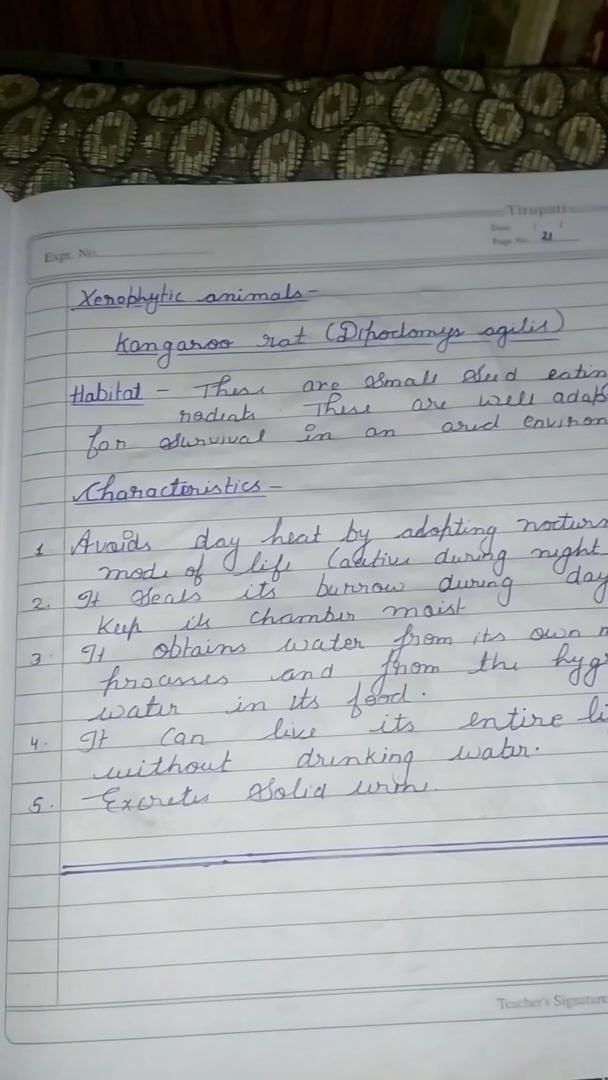 Tirupati
Date / /
Page No. 21
Expt. No.
Xerophytic animals-
Kangaroo rat (Dipodomys agilis)
Habitat - These are small seed eatin
rodents. These are well adap
for survival in an arid environ
Characteristics-
1 Avoids day heat by adopting noctur
mode of life (active during night
2. It seals its burrow during day
Keep its chamber moist
3. It obtains water from its own
processes and from the hyg
water in its food.
4. It can live its entire li
without drinking water.
5. Excretes solid urin.
Teacher's Signature